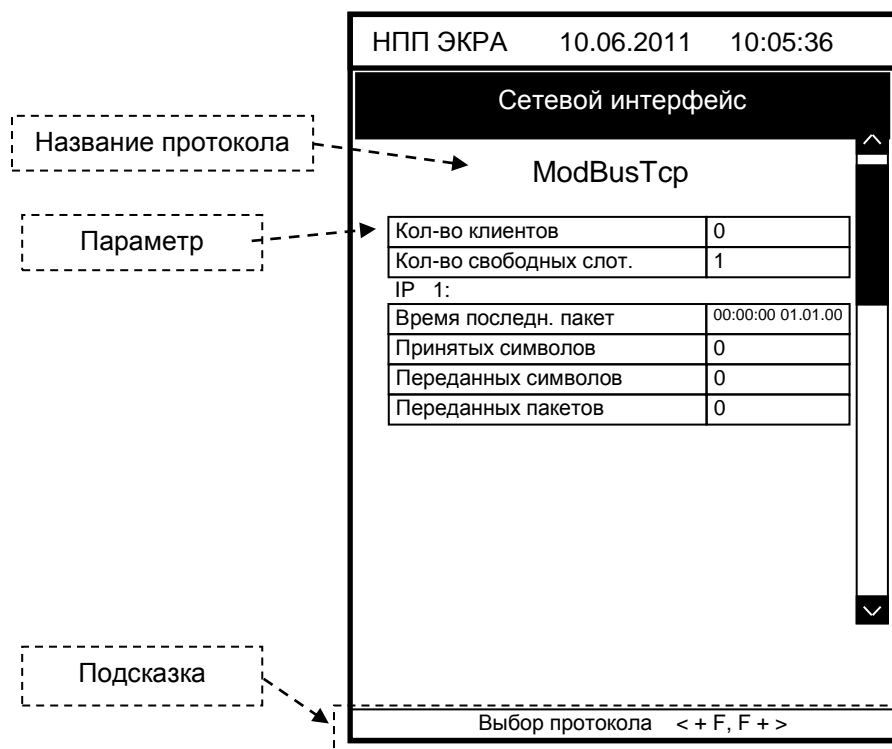 НПП ЭКРА 10.06.2011 10:05:36
Сетевой интерфейс
Название протокола
ModBusTcp
Параметр
Кол-во клиентов 0
Кол-во свободных слот. 1
IP 1:
Время последн. пакет 00:00:00 01.01.00
Принятых символов 0
Переданных символов 0
Переданных пакетов 0
Подсказка
Выбор протокола < + F, F + >